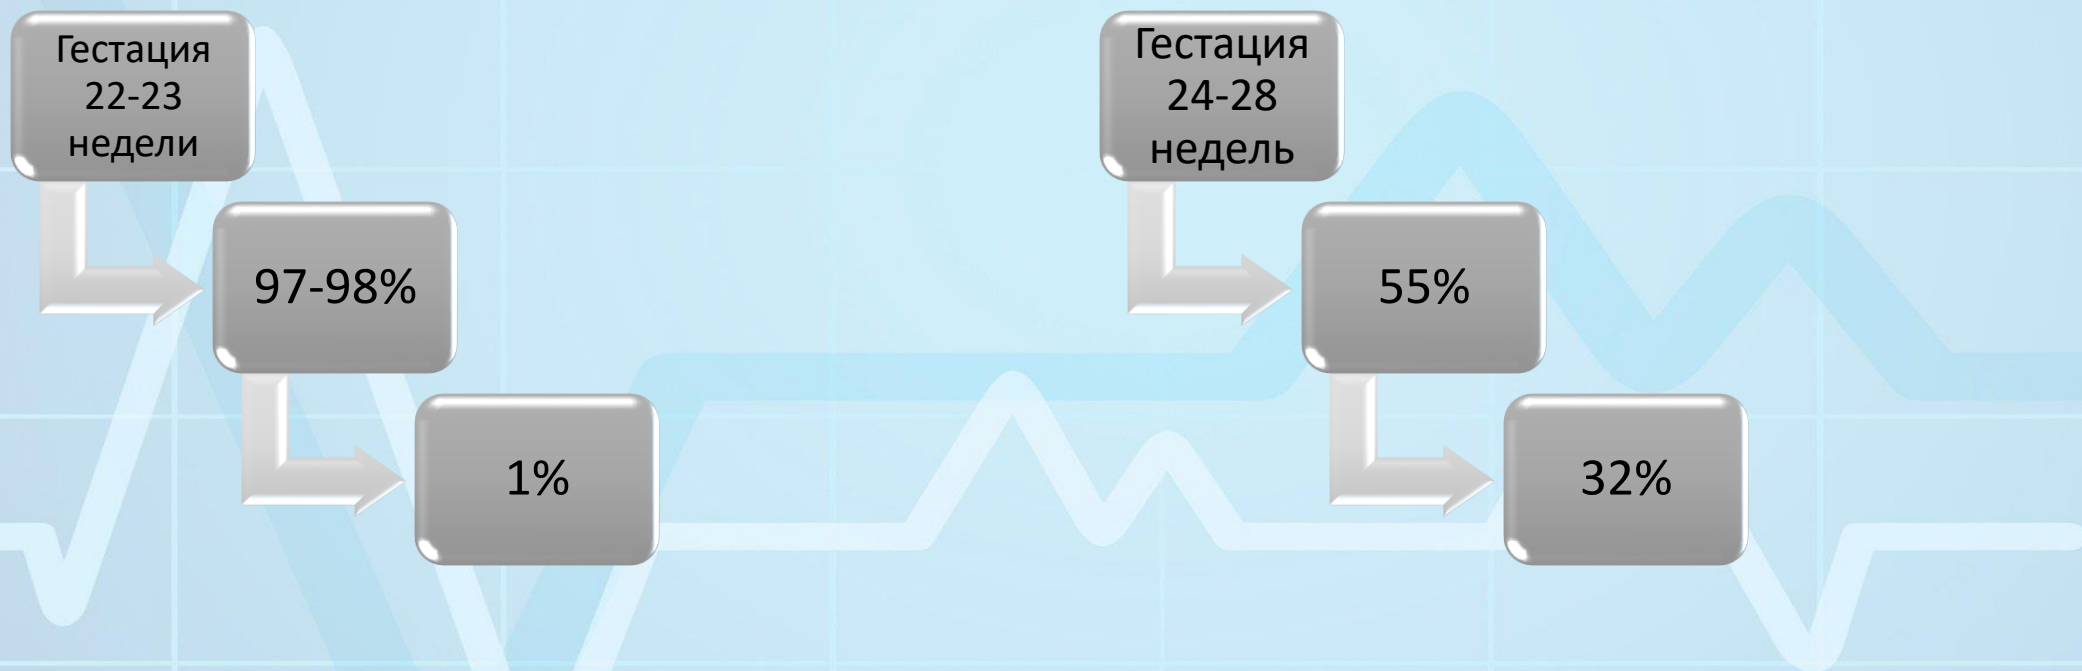 Гестация
22-23
недели
97-98%
1%
Гестация
24-28
недель
55%
32%